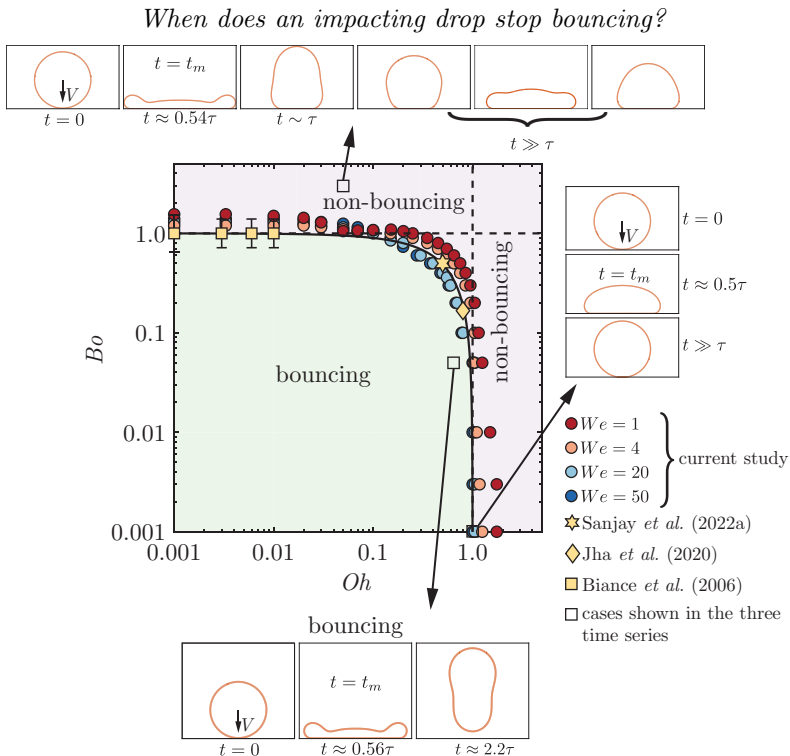 When does an impacting drop stop bouncing?
V
t = 0
t = t_m
t ≈ 0.54τ
t ∼ τ
t ≫ τ
non-bouncing
non-bouncing
bouncing
1.0
0.1
0.01
0.001
Bo
0.001
0.01
0.1
1.0
Oh
V
t = 0
t = t_m
t ≈ 0.5τ
t ≫ τ
We = 1
We = 4
We = 20
We = 50
current study
Sanjay et al. (2022a)
Jha et al. (2020)
Biance et al. (2006)
cases shown in the three
time series
bouncing
V
t = 0
t = t_m
t ≈ 0.56τ
t ≈ 2.2τ